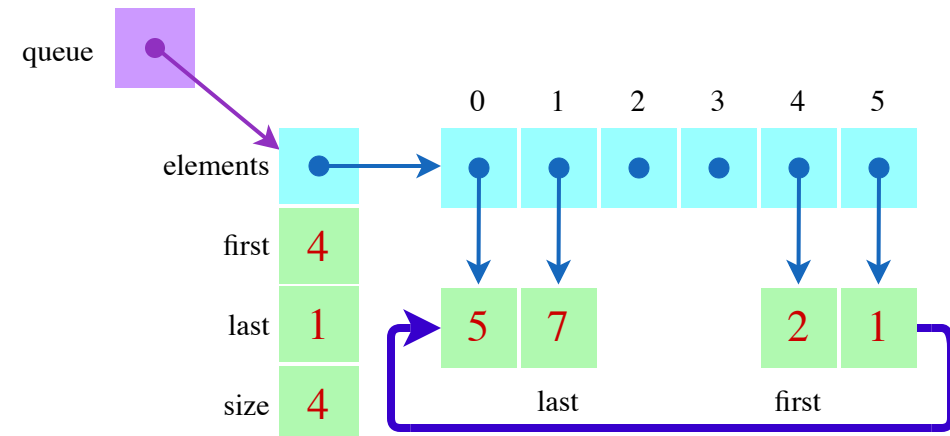 queue
0 1 2 3 4 5
elements
first 4
last 1
size 4
5 7 2 1
last first